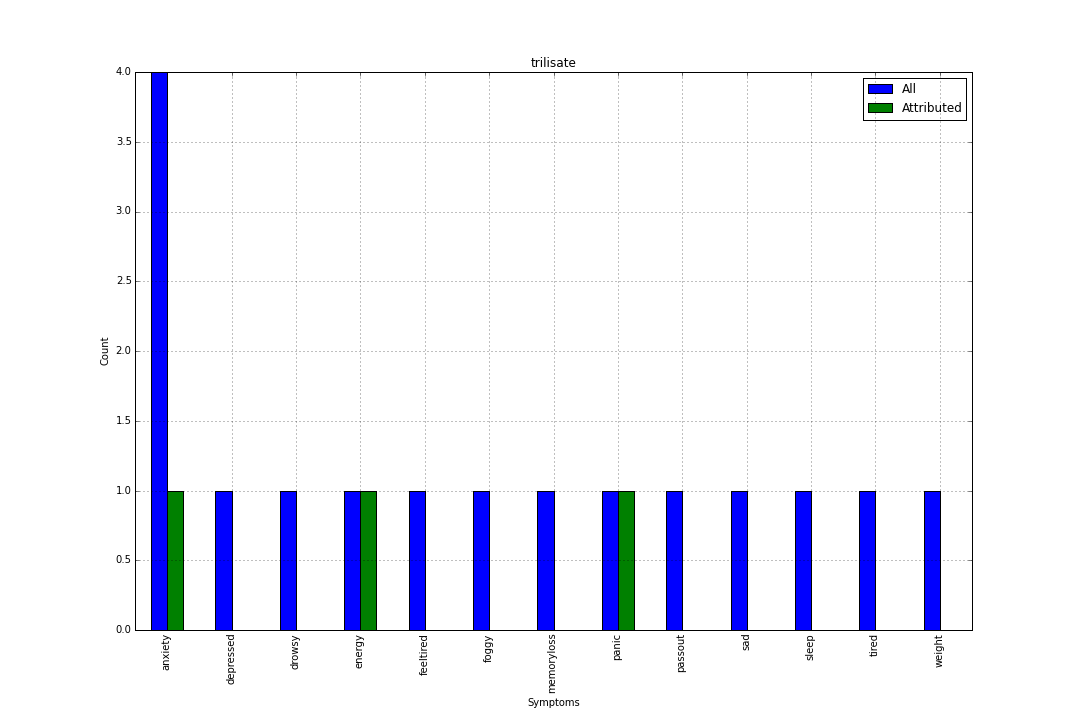 trilisate
All
Attributed
4.0
3.5
3.0
2.5
2.0
1.5
1.0
0.5
0.0
Count
anxiety
depressed
drowsy
energy
feeltired
foggy
memoryloss
panic
passout
sad
sleep
tired
weight
Symptoms